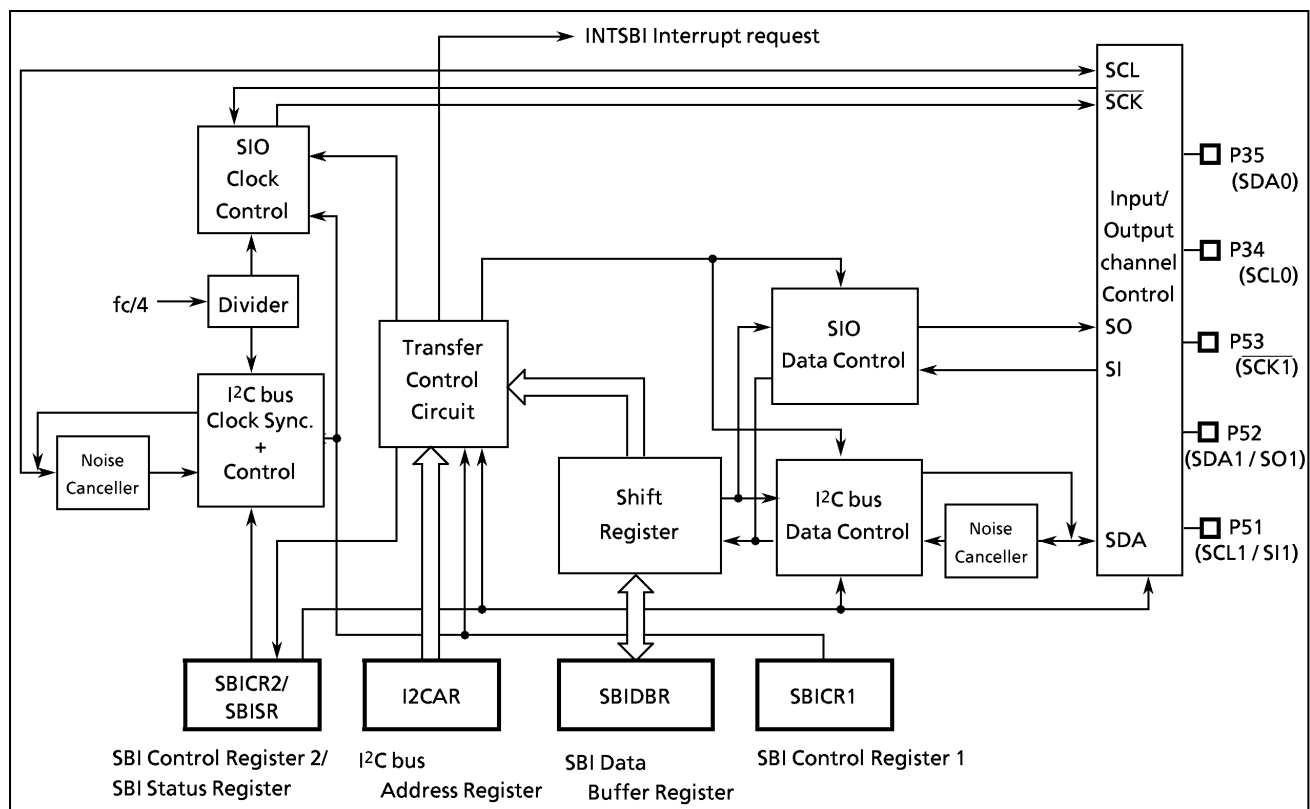 INTSBI Interrupt request
SCL
SCK
SIO
Clock
Control
P35
(SDA0)
Input/
Output
channel
Control
P34
(SCL0)
fc/4
Divider
SIO
Data Control
SO
P53
(SCK1)
Transfer
Control
Circuit
SI
I²C bus
Clock Sync.
+
Control
P52
(SDA1 / SO1)
Noise
Canceller
Shift
Register
I²C bus
Data Control
Noise
Canceller
SDA
P51
(SCL1 / SI1)
SBICR2/
SBISR
I2CAR
SBIDBR
SBICR1
SBI Control Register 2/
SBI Status Register
I²C bus
Address Register
SBI Data
Buffer Register
SBI Control Register 1